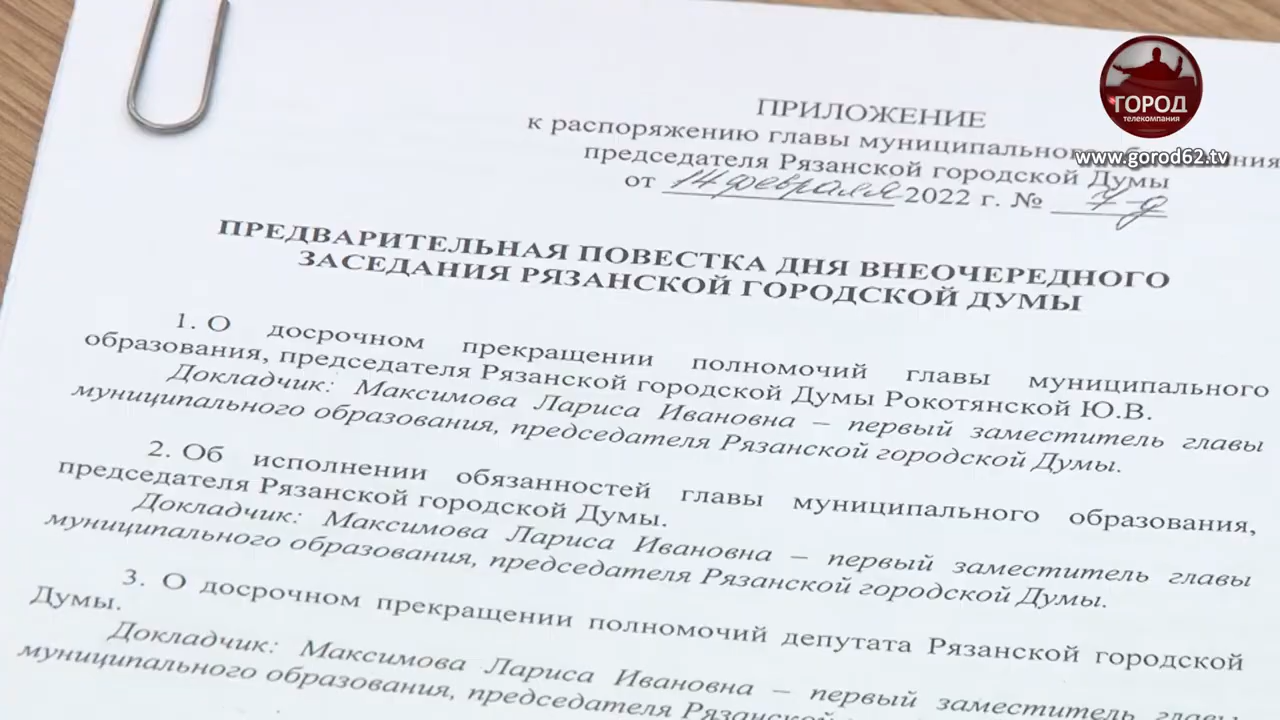 ГОРОД
телекомпания
www.gorod62.tv
ПРИЛОЖЕНИЕ
к распоряжению главы муниципального
председателя Рязанской городской Думы
от 14 февраля 2022 г. № 7-д
ПРЕДВАРИТЕЛЬНАЯ ПОВЕСТКА ДНЯ ВНЕОЧЕРЕДНОГО
ЗАСЕДАНИЯ РЯЗАНСКОЙ ГОРОДСКОЙ ДУМЫ
1. О досрочном прекращении полномочий главы муниципального
образования, председателя Рязанской городской Думы Рокотянской Ю.В.
Докладчик: Максимова Лариса Ивановна – первый заместитель главы
муниципального образования, председателя Рязанской городской Думы.
2. Об исполнении обязанностей главы муниципального образования,
председателя Рязанской городской Думы.
Докладчик: Максимова Лариса Ивановна – первый заместитель главы
муниципального образования, председателя Рязанской городской Думы.
3. О досрочном прекращении полномочий депутата Рязанской городской
Думы.
Докладчик: Максимова Лариса Ивановна – первый заместитель главы
муниципального образования, председателя